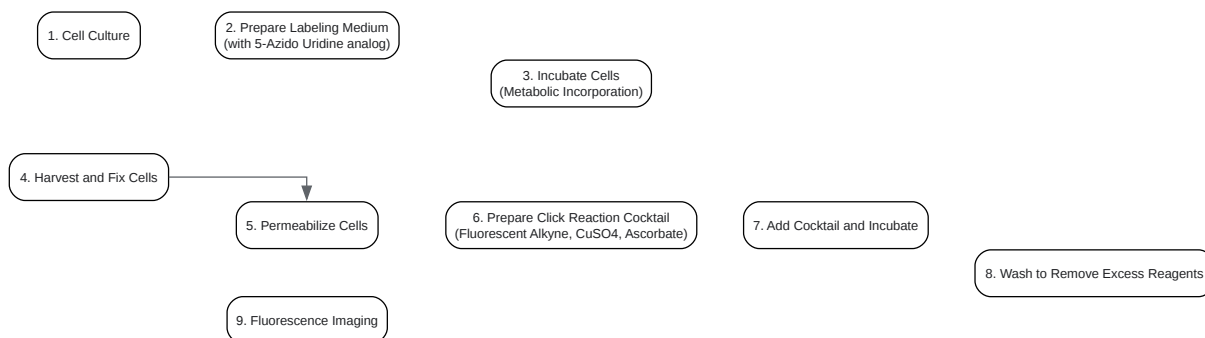 1. Cell Culture
2. Prepare Labeling Medium
(with 5-Azido Uridine analog)
3. Incubate Cells
(Metabolic Incorporation)
4. Harvest and Fix Cells
5. Permeabilize Cells
6. Prepare Click Reaction Cocktail
(Fluorescent Alkyne, CuSO4, Ascorbate)
7. Add Cocktail and Incubate
8. Wash to Remove Excess Reagents
9. Fluorescence Imaging